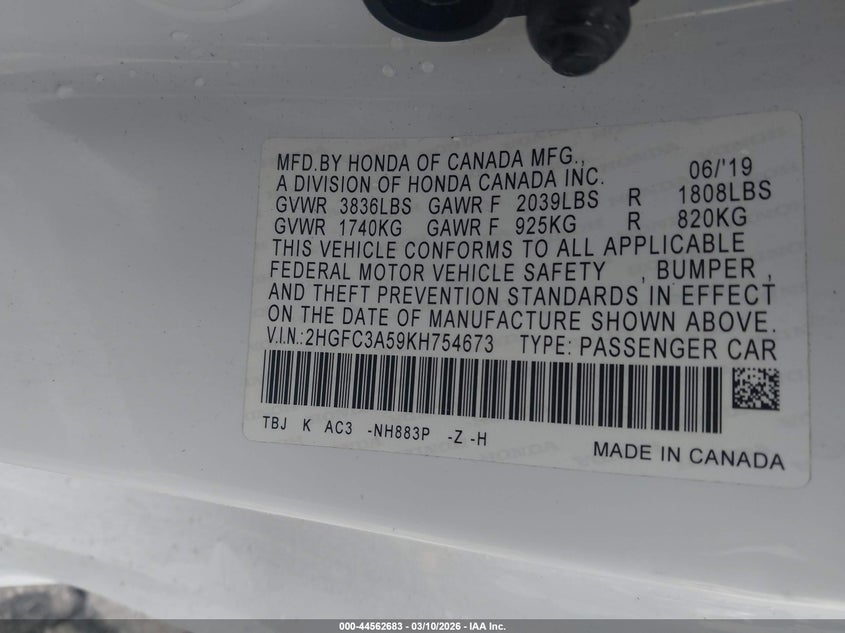 MFD.BY HONDA OF CANADA MFG., 06/'19
A DIVISION OF HONDA CANADA INC.
GVWR 3836LBS GAWR F 2039LBS R 1808LBS
GVWR 1740KG GAWR F 925KG R 820KG
THIS VEHICLE CONFORMS TO ALL APPLICABLE
FEDERAL MOTOR VEHICLE SAFETY , BUMPER ,
AND THEFT PREVENTION STANDARDS IN EFFECT
ON THE DATE OF MANUFACTURE SHOWN ABOVE.
V.I.N.:2HGFC3A59KH754673 TYPE: PASSENGER CAR
TBJ K AC3 -NH883P -Z -H
MADE IN CANADA
000-44562683 — 03/10/2026 — IAA Inc.